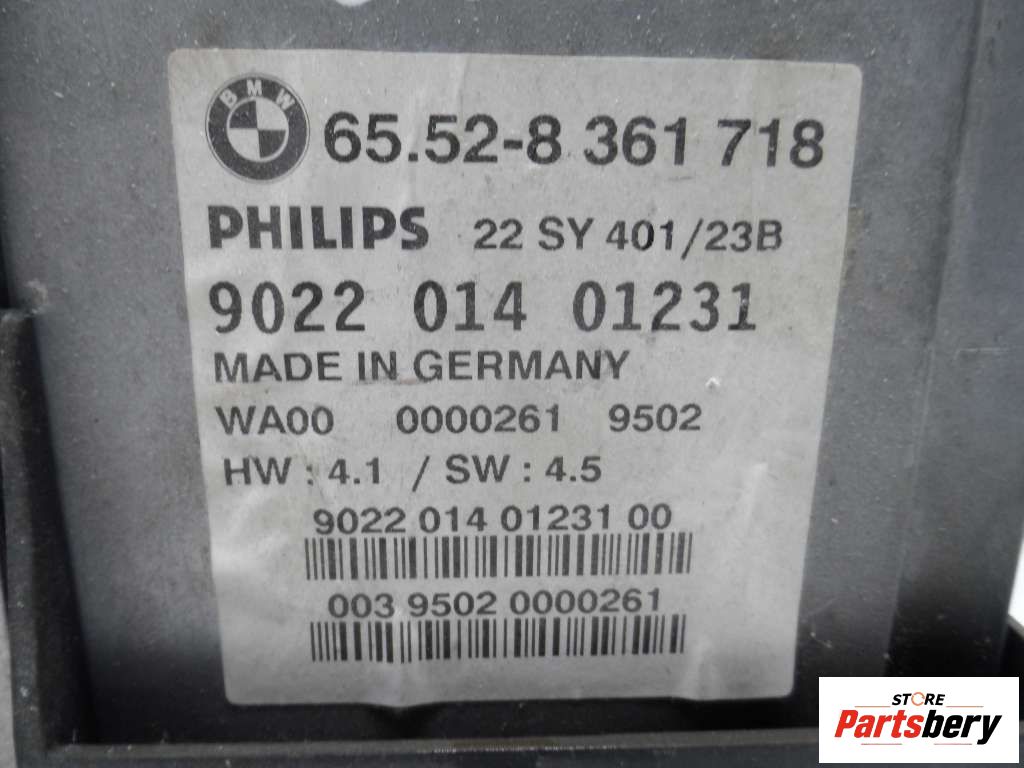 BMW
65.52-8 361 718
PHILIPS 22 SY 401/23B
9022 014 01231
MADE IN GERMANY
WA00 0000261 9502
HW : 4.1 / SW : 4.5
9022 014 01231 00
003 9502 0000261
STORE
Partsbery